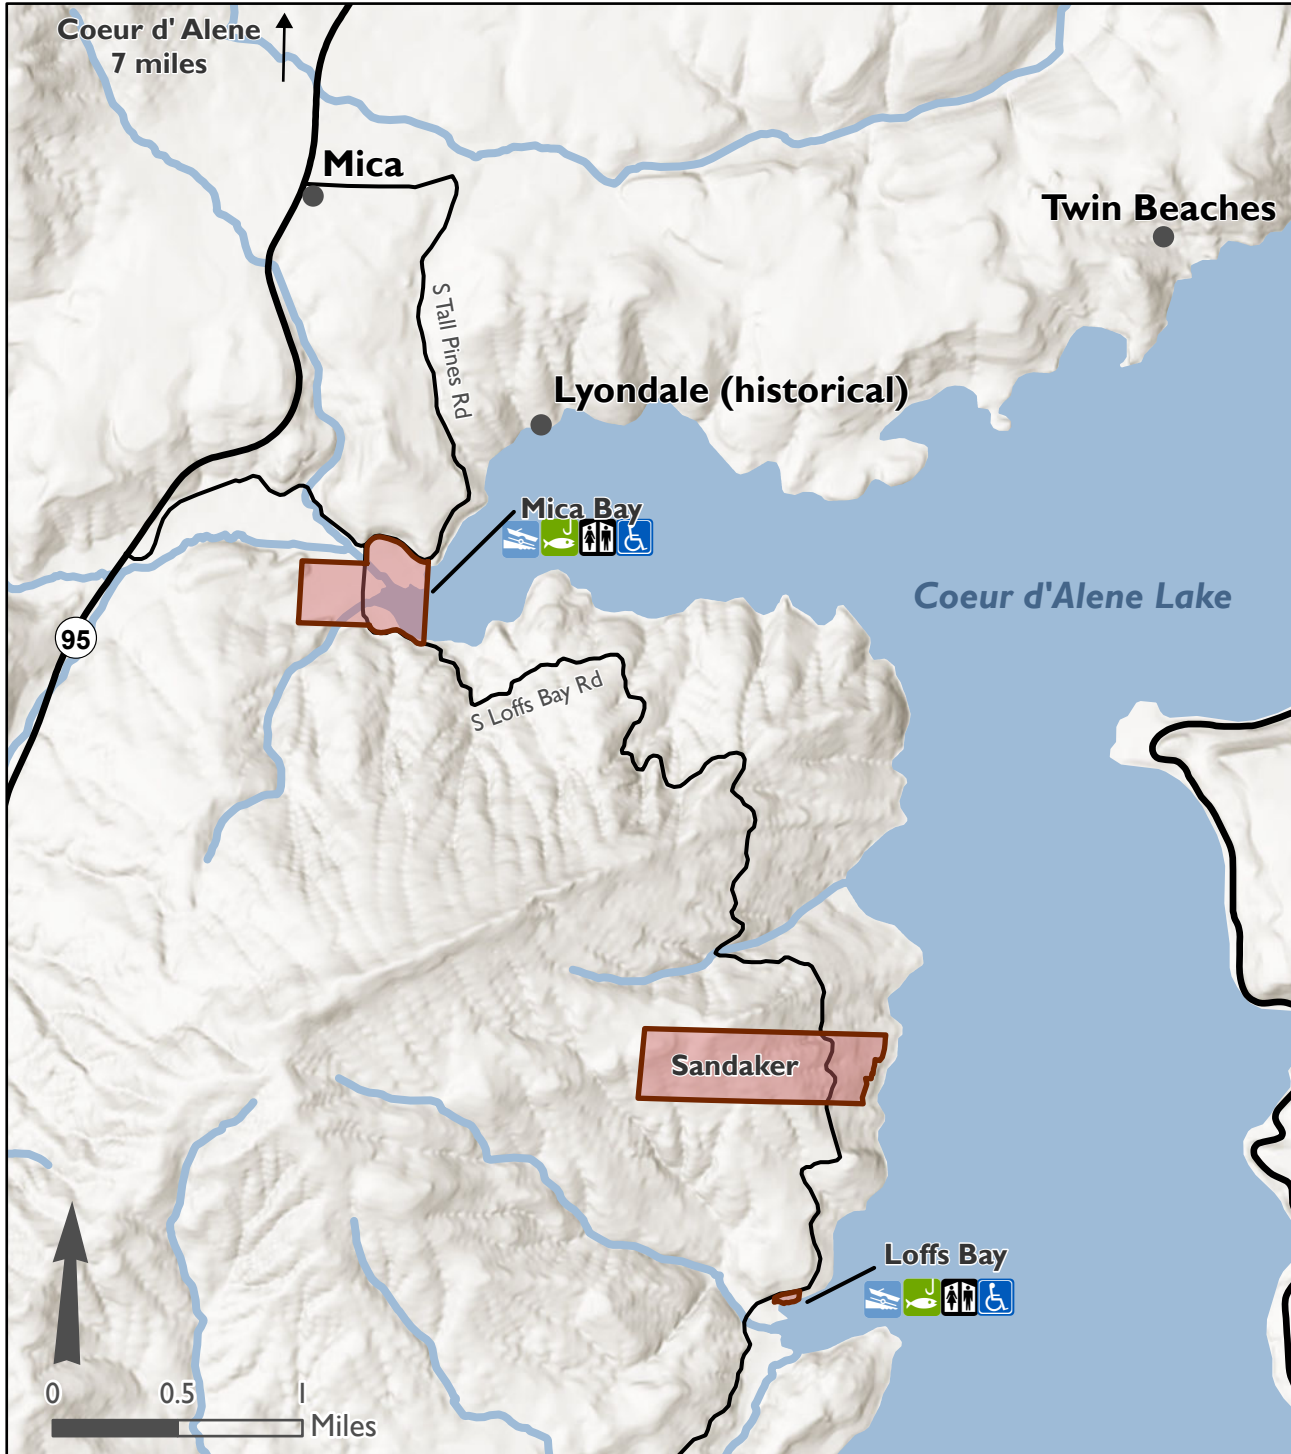 Coeur d' Alene
7 miles
Mica
Twin Beaches
S Tall Pines Rd
Lyondale (historical)
Mica Bay
Coeur d'Alene Lake
95
S Loffs Bay Rd
Sandaker
Loffs Bay
0 0.5 1
Miles